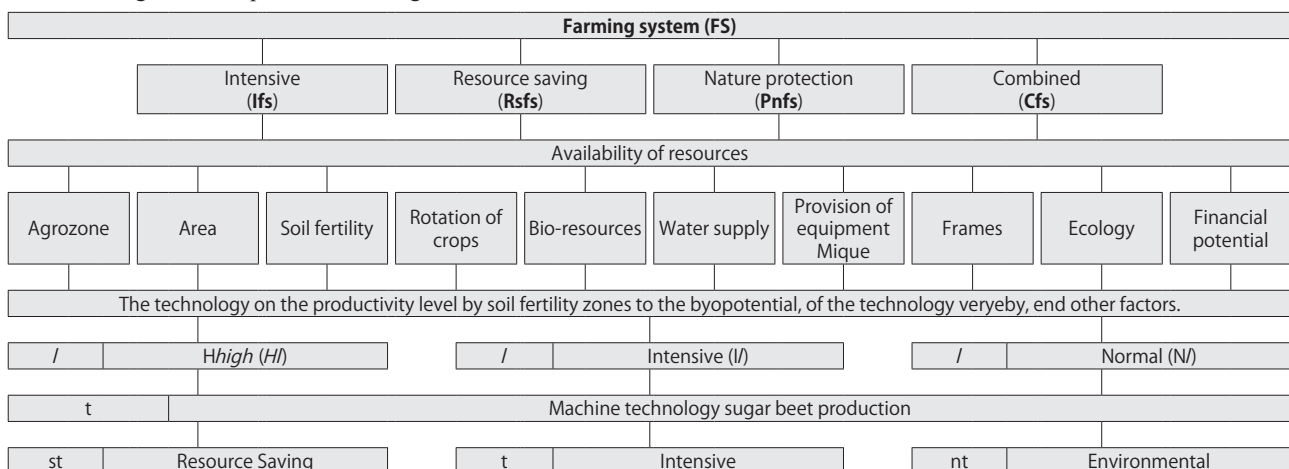 Farming system (FS)
Intensive
(Ifs)
Resource saving
(Rsfs)
Nature protection
(Pnfs)
Combined
(Cfs)
Availability of resources
Agrozone
Area
Soil fertility
Rotation of
crops
Bio-resources
Water supply
Provision of
equipment
Mique
Frames
Ecology
Financial
potential
The technology on the productivity level by soil fertility zones to the byopotential, of the technology veryeby, end other factors.
l
Hhigh (Hl)
l
Intensive (Il)
l
Normal (Nl)
t
Machine technology sugar beet production
st
Resource Saving
t
Intensive
nt
Environmental